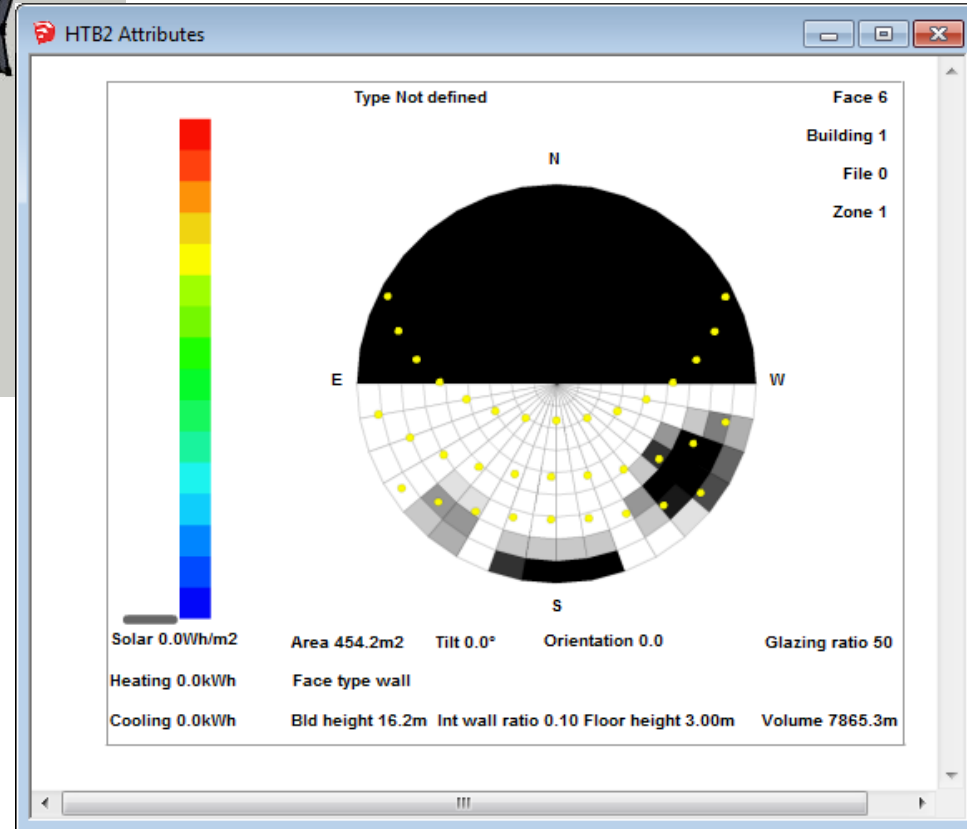 HTB2 Attributes
Type Not defined
Face 6
Building 1
File 0
Zone 1
N
E
W
S
Solar 0.0Wh/m2
Area 454.2m2
Tilt 0.0°
Orientation 0.0
Glazing ratio 50
Heating 0.0kWh
Face type wall
Cooling 0.0kWh
Bld height 16.2m
Int wall ratio 0.10
Floor height 3.00m
Volume 7865.3m